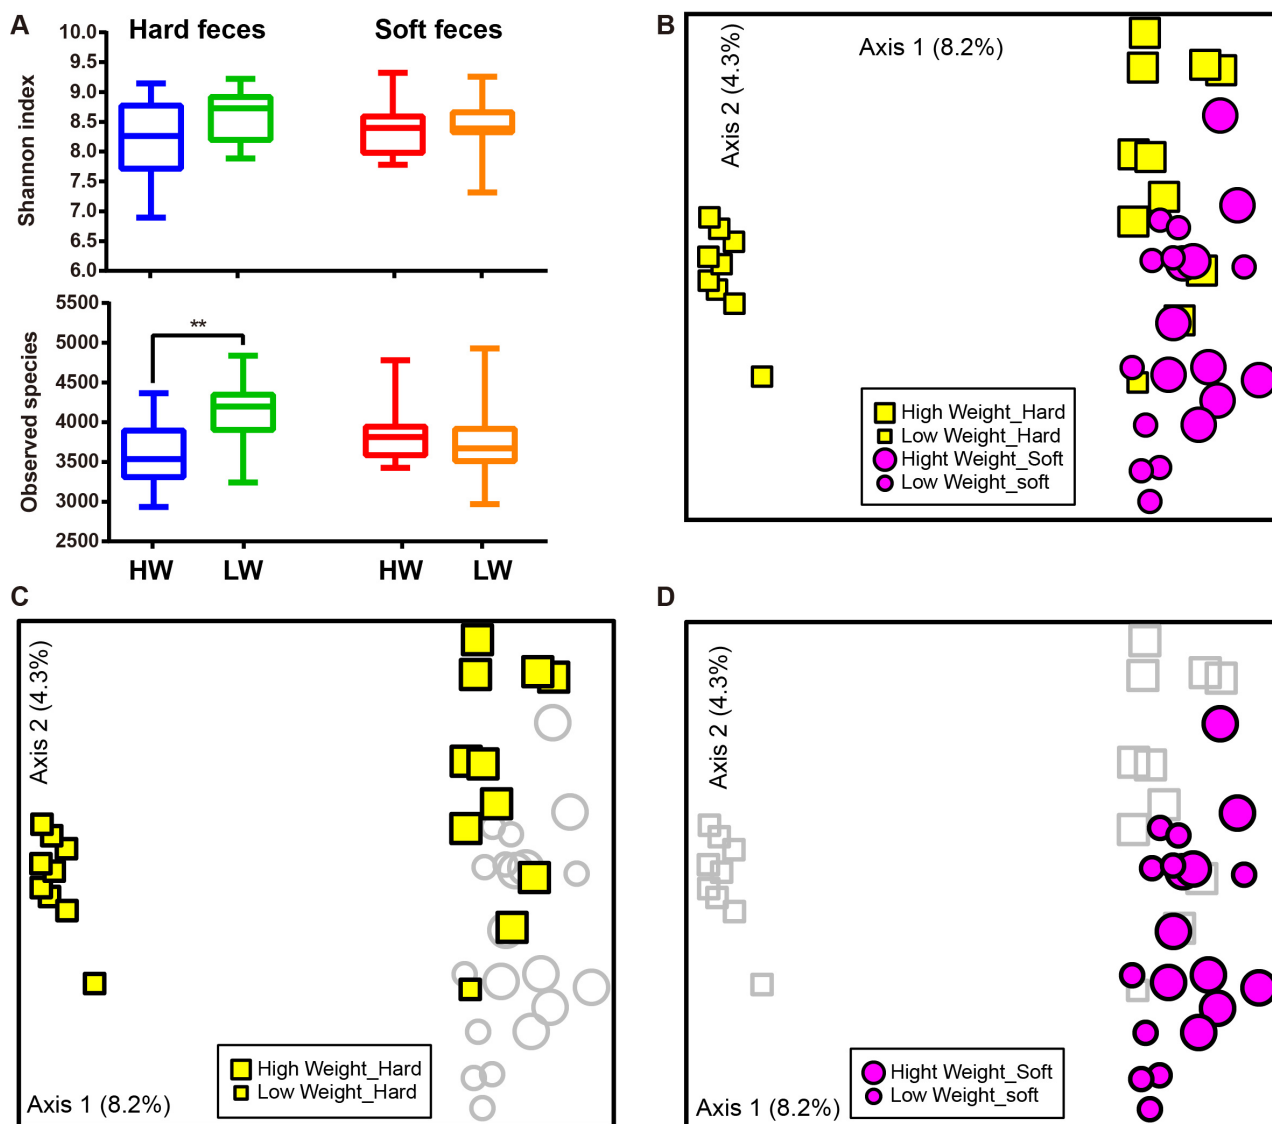 A
Hard feces
Soft feces
Shannon index
10.0
9.5
9.0
8.5
8.0
7.5
7.0
6.5
6.0
Observed species
5500
5000
4500
4000
3500
3000
2500
**
HW
LW
HW
LW
B
Axis 2 (4.3%)
Axis 1 (8.2%)
High Weight_Hard
Low Weight_Hard
Hight Weight_Soft
Low Weight_soft
C
Axis 2 (4.3%)
High Weight_Hard
Low Weight_Hard
Axis 1 (8.2%)
D
Axis 2 (4.3%)
Hight Weight_Soft
Low Weight_soft
Axis 1 (8.2%)